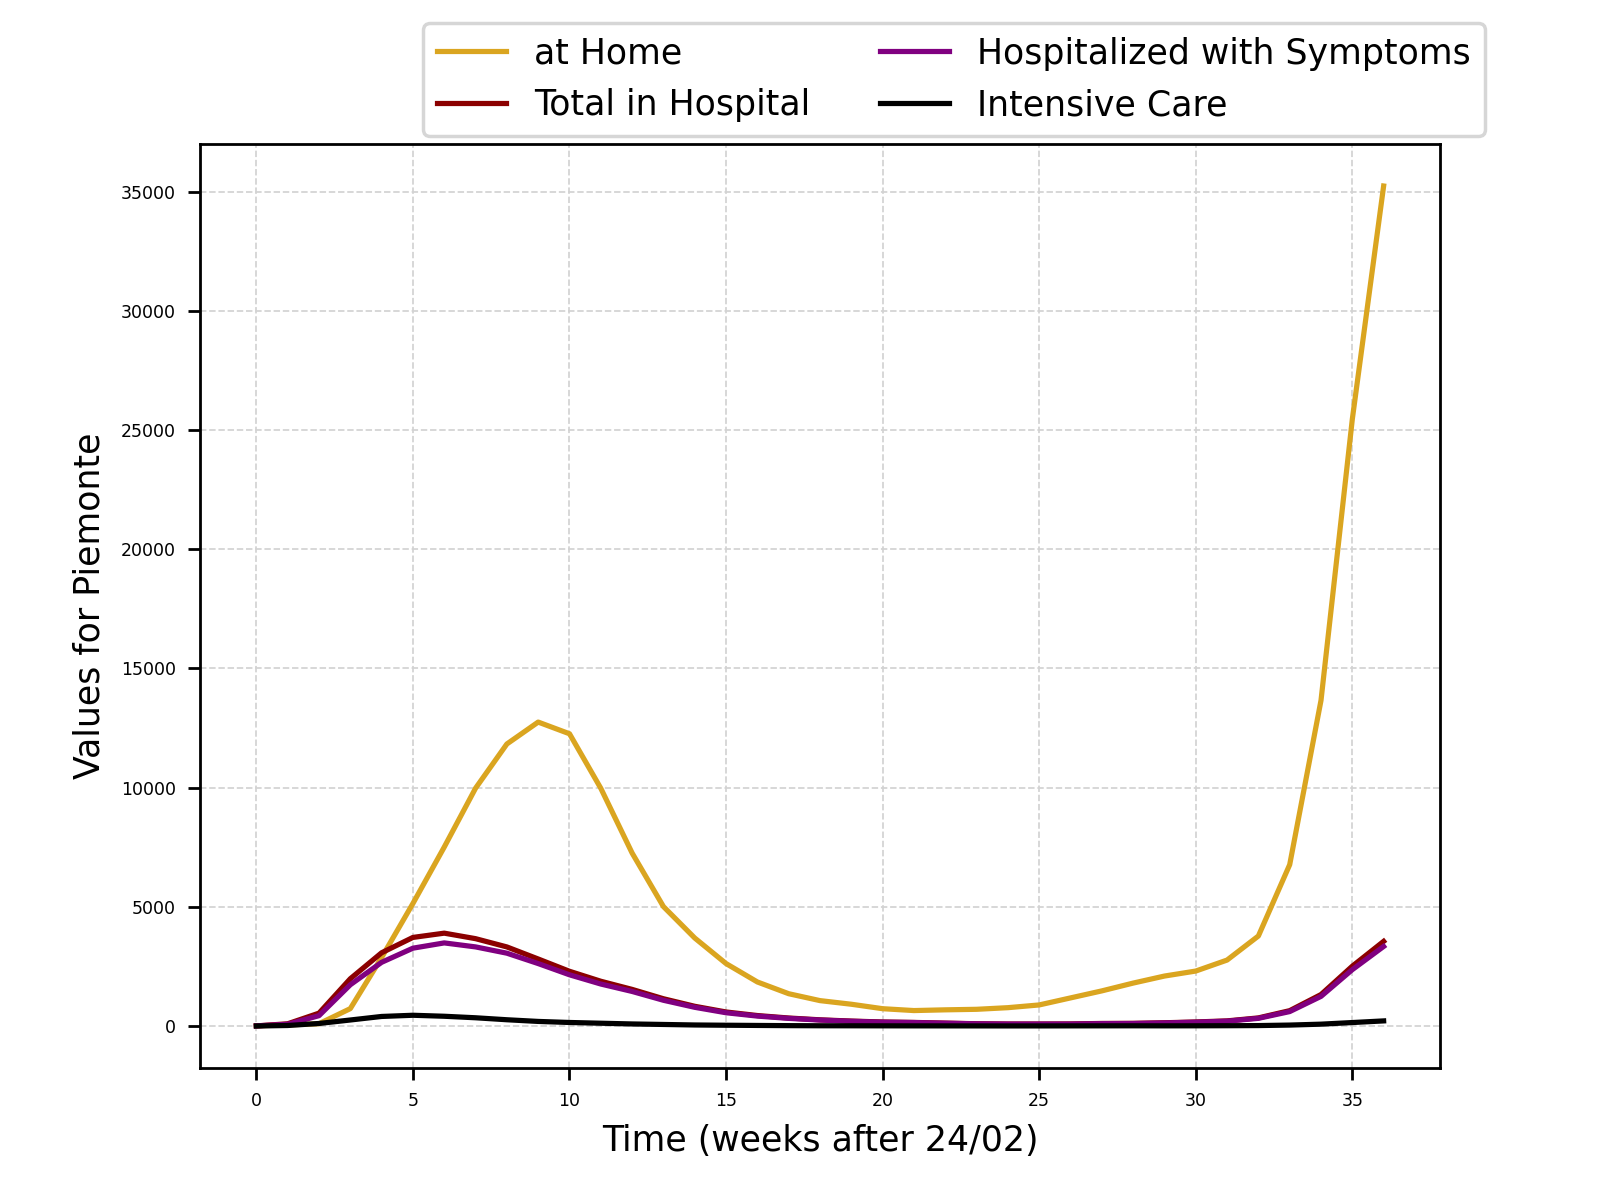 at Home
Total in Hospital
Hospitalized with Symptoms
Intensive Care
Values for Piemonte
35000
30000
25000
20000
15000
10000
5000
0
0 5 10 15 20 25 30 35
Time (weeks after 24/02)